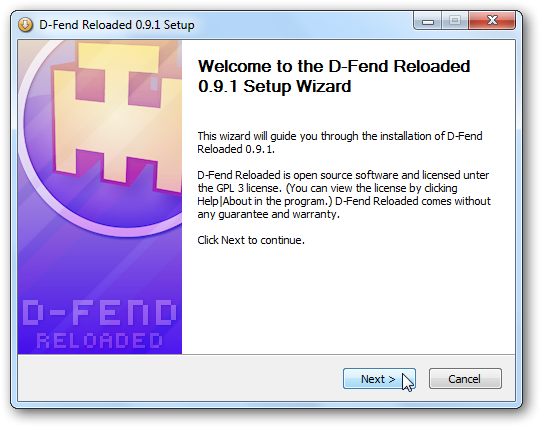 D-Fend Reloaded 0.9.1 Setup
Welcome to the D-Fend Reloaded
0.9.1 Setup Wizard
This wizard will guide you through the installation of D-Fend
Reloaded 0.9.1.
D-Fend Reloaded is open source software and licensed unter
the GPL 3 license. (You can view the license by clicking
Help|About in the program.) D-Fend Reloaded comes without
any guarantee and warranty.
Click Next to continue.
D-FEND
RELOADED
Next >
Cancel